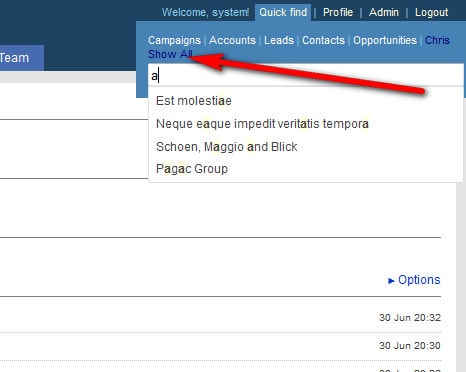 Welcome, system! Quick find | Profile | Admin | Logout
Campaigns | Accounts | Leads | Contacts | Opportunities | Chris
Show All
Team
a
Est molestiae
Neque eaque impedit veritatis tempora
Schoen, Maggio and Blick
Pagac Group
► Options
30 Jun 20:32
30 Jun 20:30